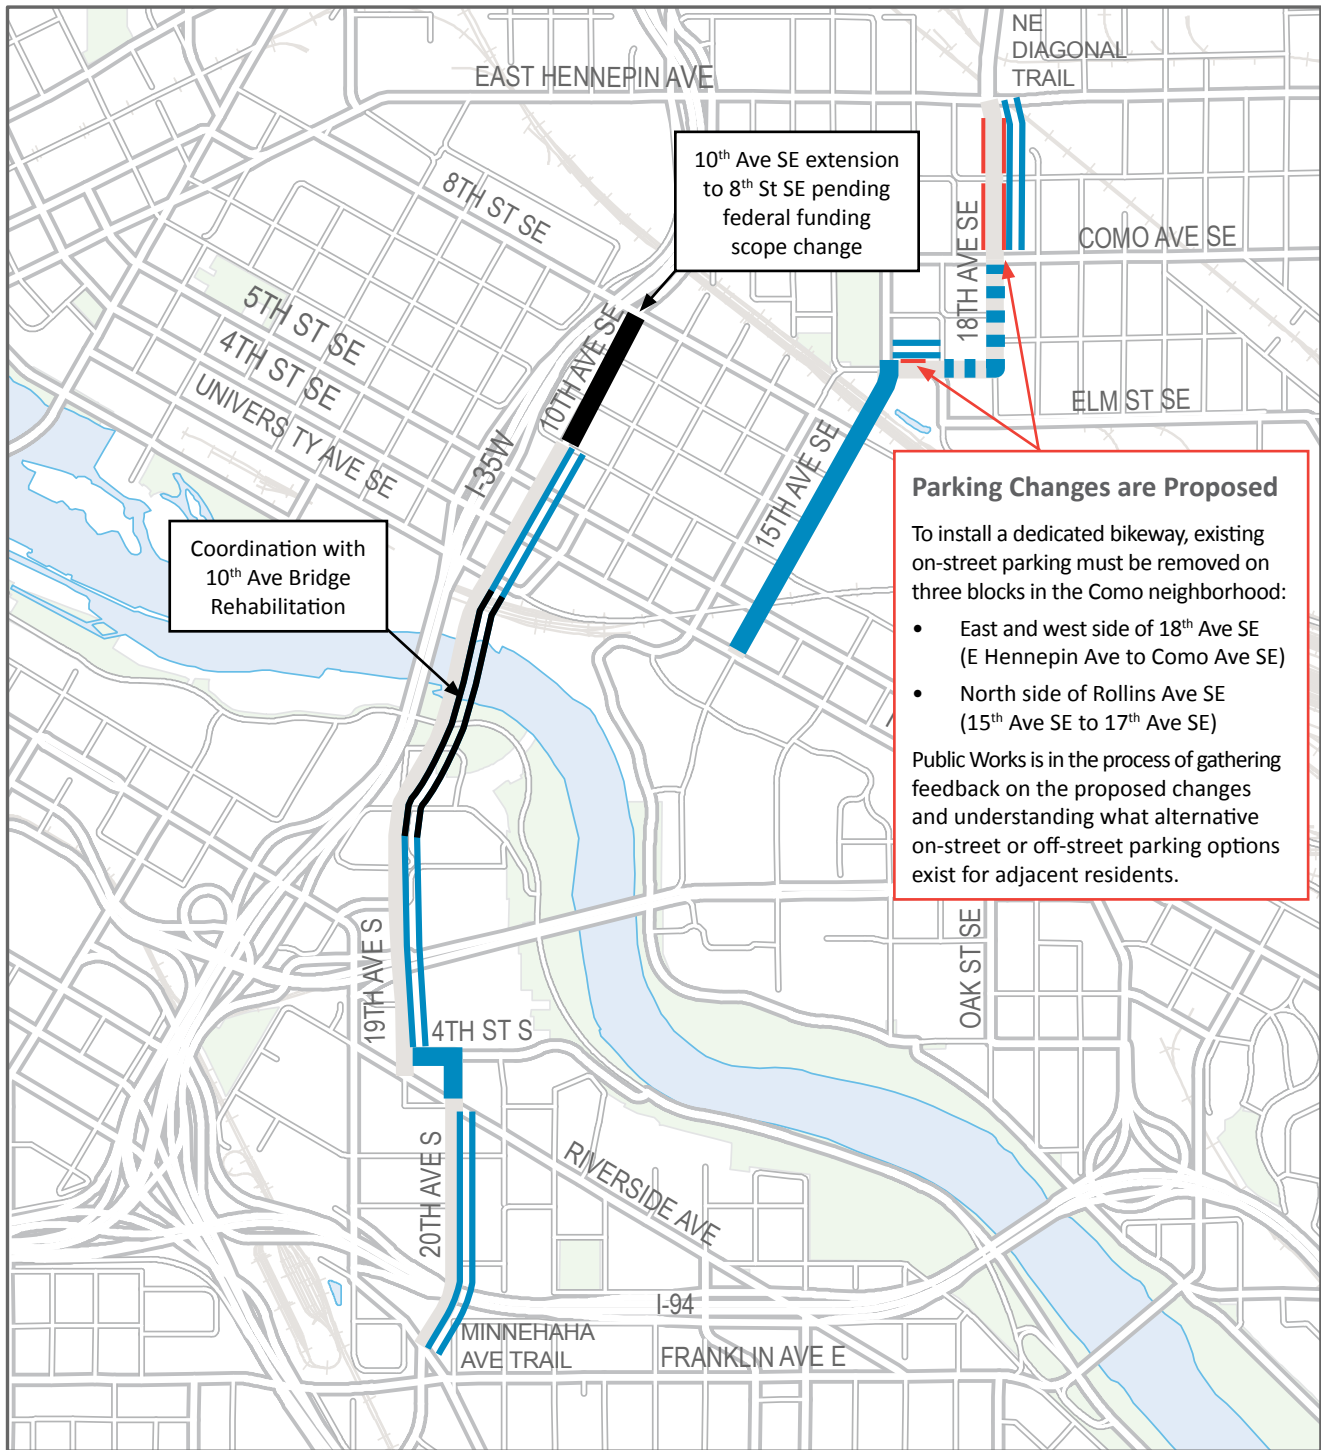 NE
DIAGONAL
TRAIL
EAST HENNEPIN AVE
10th Ave SE extension
to 8th St SE pending
federal funding
scope change
8TH ST SE
18TH AVE SE
COMO AVE SE
5TH ST SE
4TH ST SE
UNIVERS TY AVE SE
10TH AVE SE
I-35W
15TH AVE SE
ELM ST SE
Parking Changes are Proposed
To install a dedicated bikeway, existing
on-street parking must be removed on
three blocks in the Como neighborhood:
• East and west side of 18th Ave SE
(E Hennepin Ave to Como Ave SE)
• North side of Rollins Ave SE
(15th Ave SE to 17th Ave SE)
Public Works is in the process of gathering
feedback on the proposed changes
and understanding what alternative
on-street or off-street parking options
exist for adjacent residents.
Coordination with
10th Ave Bridge
Rehabilitation
19TH AVE S
OAK ST SE
4TH ST S
20TH AVE S
RIVERSIDE AVE
I-94
MINNEHAHA
AVE TRAIL
FRANKLIN AVE E